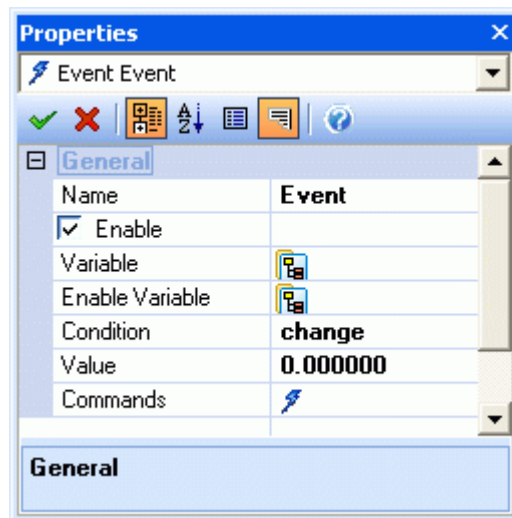 Properties
Event Event
General
Name Event
Enable
Variable
Enable Variable
Condition change
Value 0.000000
Commands
General